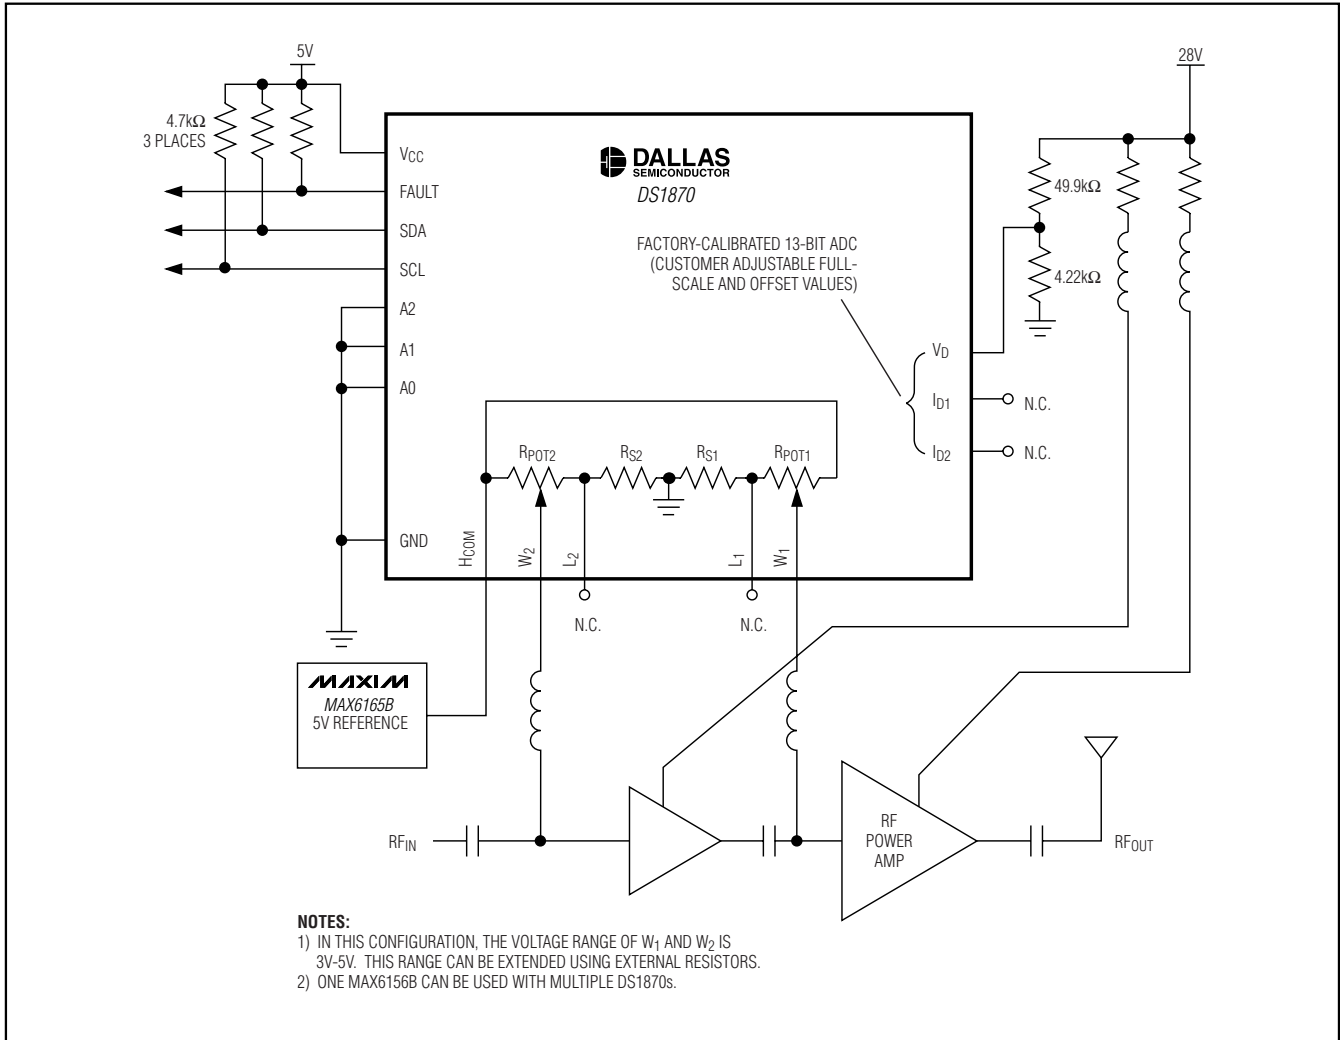 5V
28V
4.7kΩ
3 PLACES
VCC
FAULT
SDA
SCL
A2
A1
A0
GND
DALLAS
SEMICONDUCTOR
DS1870
FACTORY-CALIBRATED 13-BIT ADC
(CUSTOMER ADJUSTABLE FULL-
SCALE AND OFFSET VALUES)
49.9kΩ
4.22kΩ
VD
ID1
N.C.
ID2
N.C.
RPOT2
RS2
RS1
RPOT1
HCOM
W2
L2
L1
W1
N.C.
N.C.
MAXIM
MAX6165B
5V REFERENCE
RFIN
RF
POWER
AMP
RFOUT
NOTES:
1) IN THIS CONFIGURATION, THE VOLTAGE RANGE OF W1 AND W2 IS
3V-5V. THIS RANGE CAN BE EXTENDED USING EXTERNAL RESISTORS.
2) ONE MAX6156B CAN BE USED WITH MULTIPLE DS1870s.